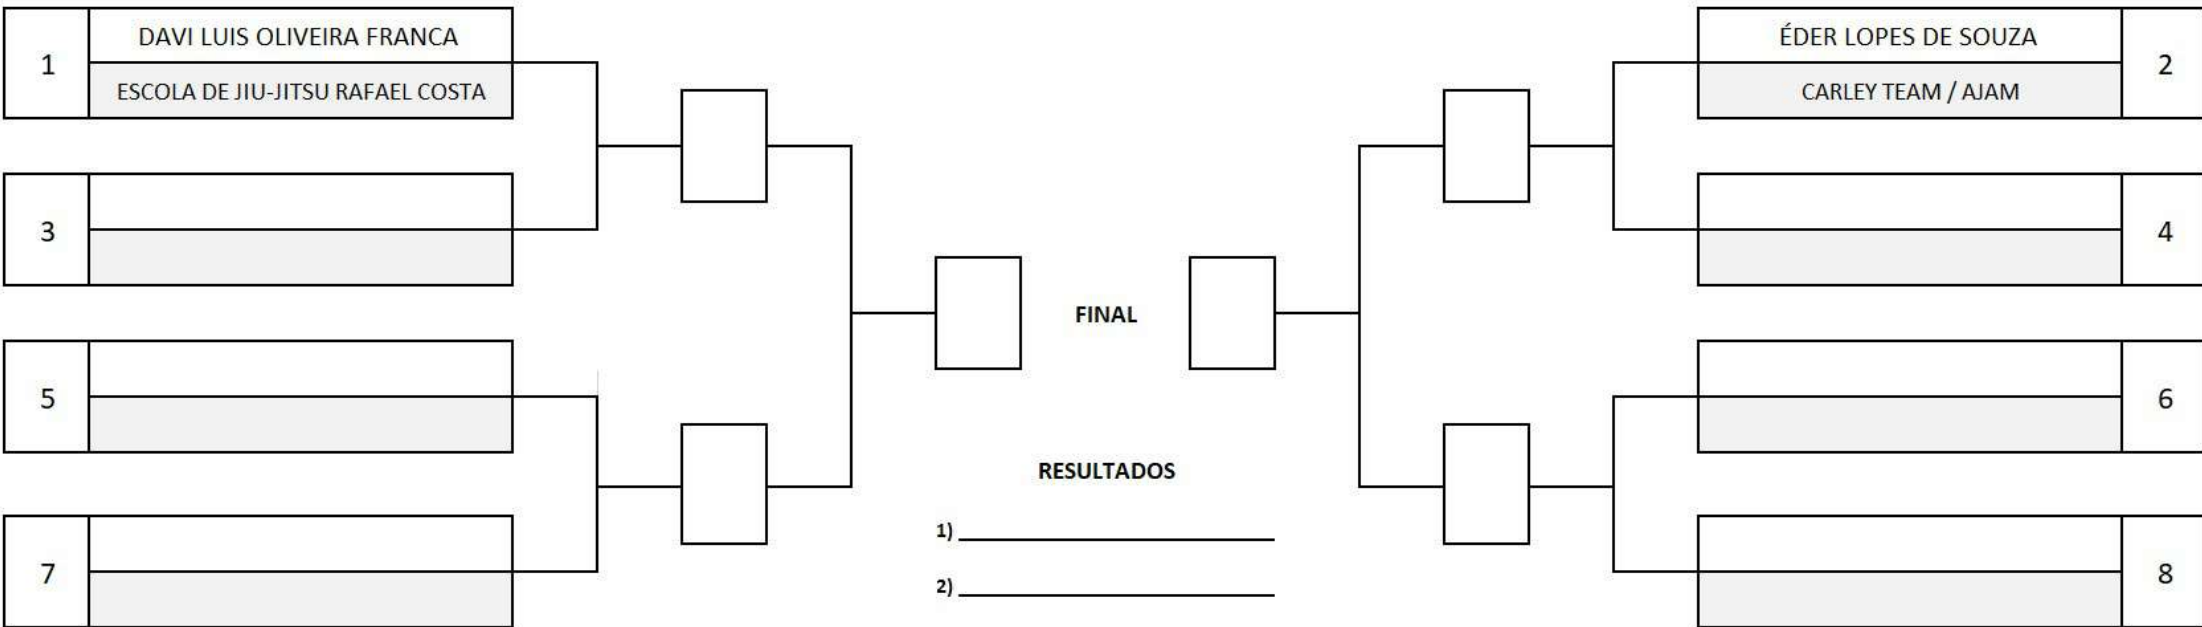 1
DAVI LUIS OLIVEIRA FRANCA
ESCOLA DE JIU-JITSU RAFAEL COSTA
3
5
7
FINAL
RESULTADOS
1)
2)
ÉDER LOPES DE SOUZA
CARLEY TEAM / AJAM
2
4
6
8